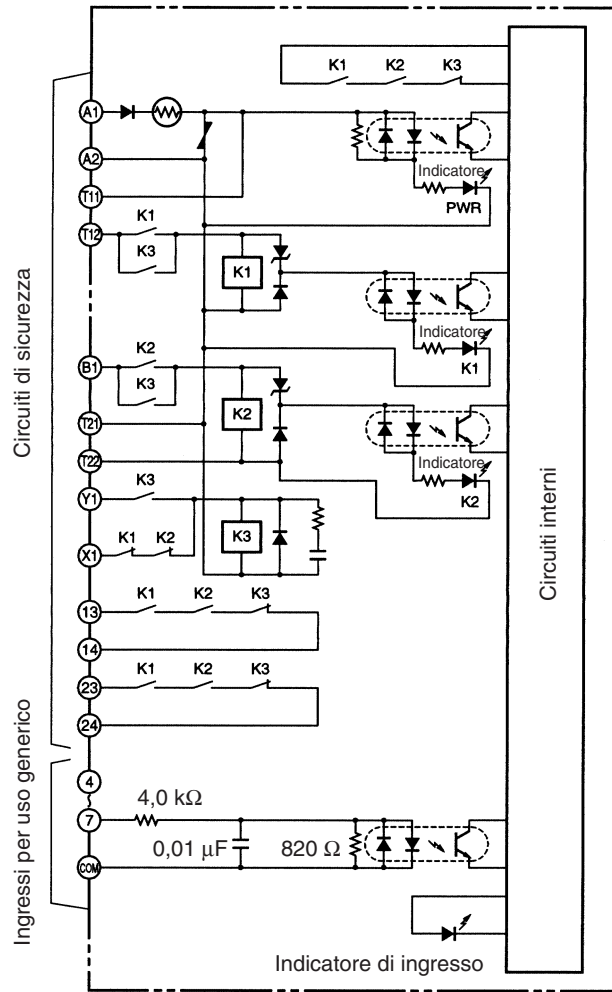 K1 K2 K3
A1
A2
Indicatore
PWR
T11
K1
T12
K3
K1
Indicatore
K1
K2
B1
K3
K2
T21
T22
Indicatore
K2
K3
Y1
K3
K1 K2
X1
K1 K2 K3
13
14
K1 K2 K3
23
24
4
4,0 kΩ
7
0,01 μF
820 Ω
COM
Indicatore di ingresso
Circuiti di sicurezza
Ingressi per uso generico
Circuiti interni